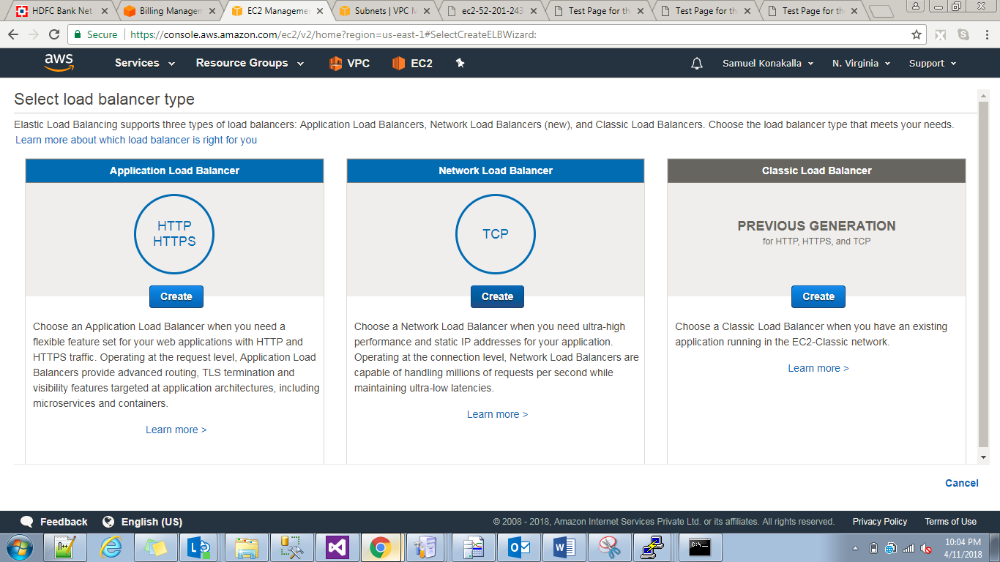 HDFC Bank Net
Billing Managem
EC2 Manageme
Subnets | VPC M
ec2-52-201-243
Test Page for th
Test Page for th
Test Page for th
Secure
https://console.aws.amazon.com/ec2/v2/home?region=us-east-1#SelectCreateELBWizard:
aws
Services
Resource Groups
VPC
EC2
Samuel Konakalla
N. Virginia
Support
Select load balancer type
Elastic Load Balancing supports three types of load balancers: Application Load Balancers, Network Load Balancers (new), and Classic Load Balancers. Choose the load balancer type that meets your needs.
Learn more about which load balancer is right for you
Application Load Balancer
HTTP
HTTPS
Create
Choose an Application Load Balancer when you need a
flexible feature set for your web applications with HTTP and
HTTPS traffic. Operating at the request level, Application Load
Balancers provide advanced routing, TLS termination and
visibility features targeted at application architectures, including
microservices and containers.
Learn more >
Network Load Balancer
TCP
Create
Choose a Network Load Balancer when you need ultra-high
performance and static IP addresses for your application.
Operating at the connection level, Network Load Balancers are
capable of handling millions of requests per second while
maintaining ultra-low latencies.
Learn more >
Classic Load Balancer
PREVIOUS GENERATION
for HTTP, HTTPS, and TCP
Create
Choose a Classic Load Balancer when you have an existing
application running in the EC2-Classic network.
Learn more >
Cancel
Feedback
English (US)
© 2008 - 2018, Amazon Internet Services Private Ltd. or its affiliates. All rights reserved.
Privacy Policy
Terms of Use
10:04 PM
4/11/2018